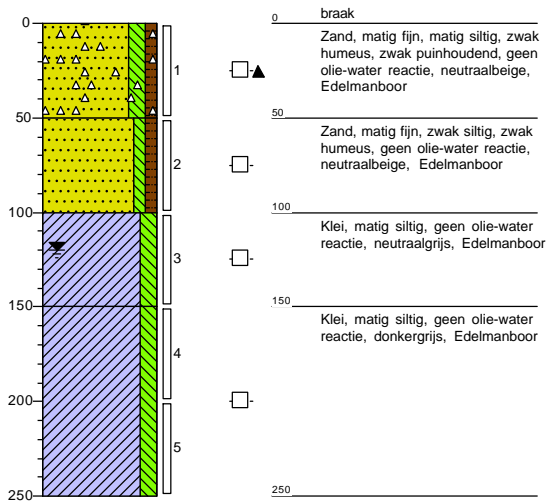 braak
0
0
Zand, matig fijn, matig siltig, zwak
humeus, zwak puinhoudend, geen
olie-water reactie, neutraalbeige,
Edelmanboor
1
50
50
Zand, matig fijn, zwak siltig, zwak
humeus, geen olie-water reactie,
neutraalbeige, Edelmanboor
2
100
100
Klei, matig siltig, geen olie-water
reactie, neutraalgrijs, Edelmanboor
3
150
150
Klei, matig siltig, geen olie-water
reactie, donkergrijs, Edelmanboor
4
200
5
250
250